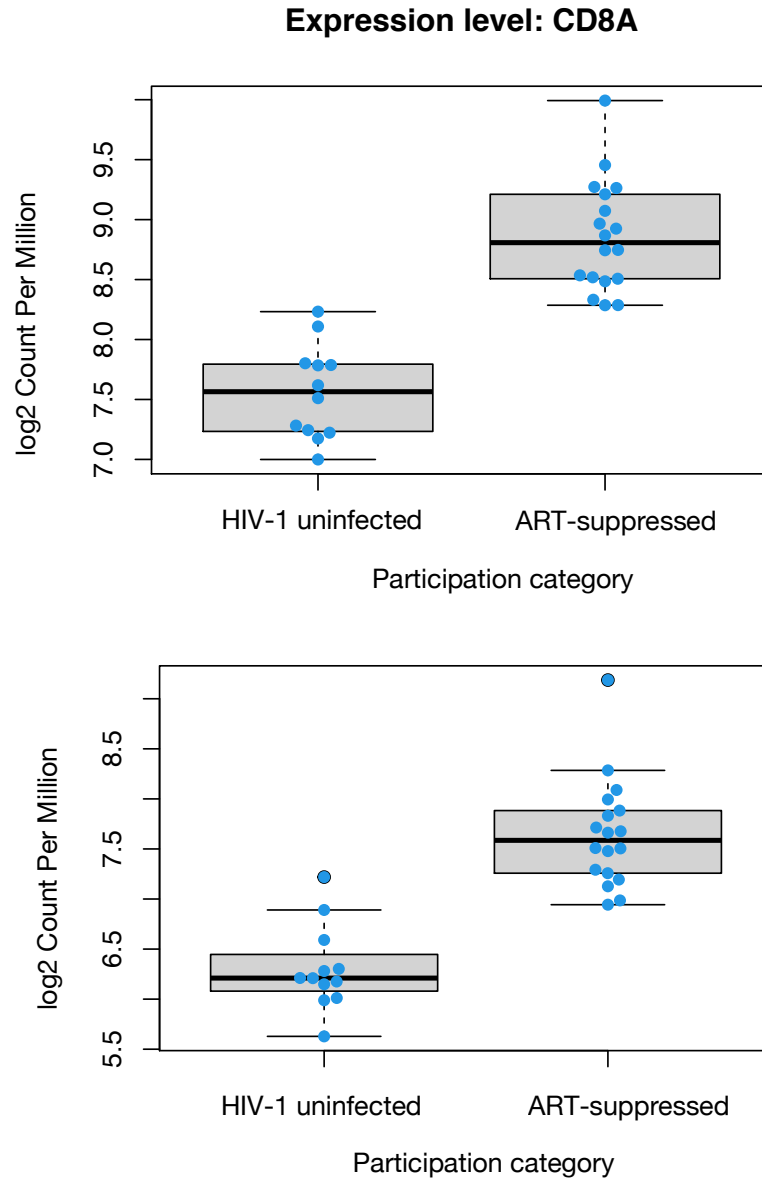 Expression level: CD8A
log2 Count Per Million
9.5
9.0
8.5
8.0
7.5
7.0
HIV-1 uninfected
ART-suppressed
Participation category
log2 Count Per Million
8.5
7.5
6.5
5.5
HIV-1 uninfected
ART-suppressed
Participation category